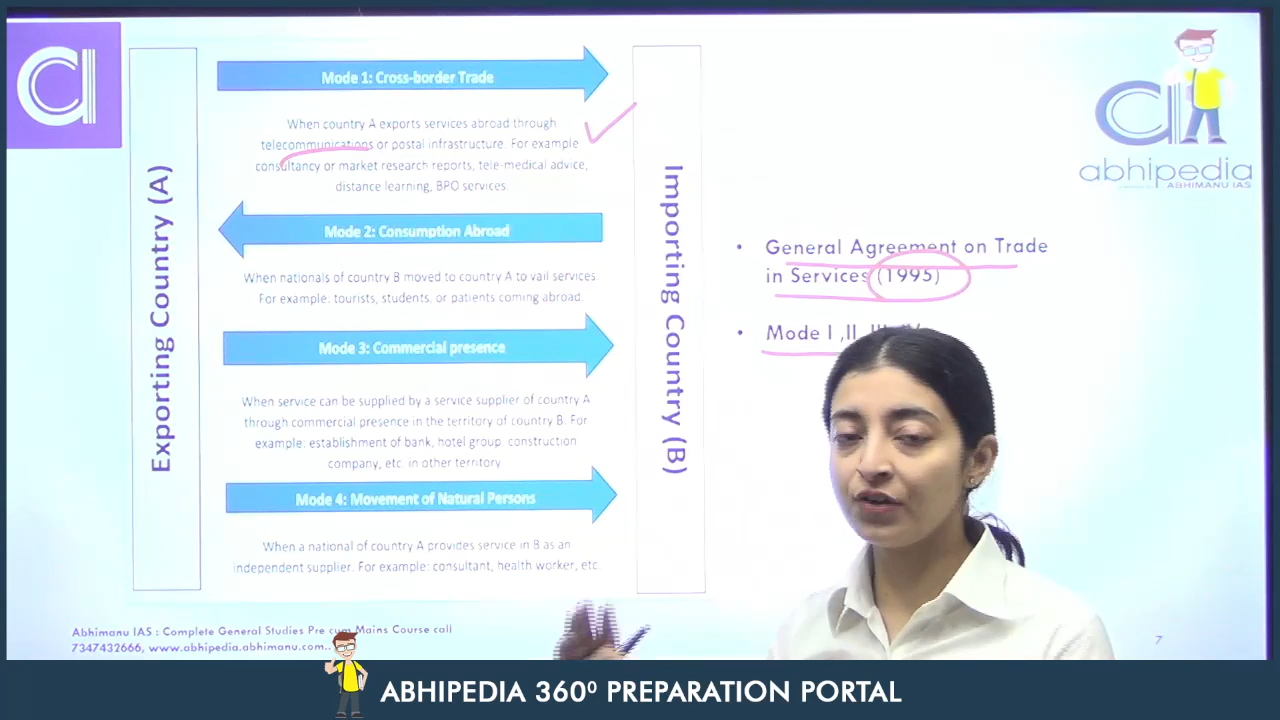 Exporting Country (A)
Mode 1: Cross-border Trade
When country A exports services abroad through
telecommunications or postal infrastructure. For example
consultancy or market research reports, tele-medical advice,
distance learning, BPO services.
Mode 2: Consumption Abroad
When nationals of country B moved to country A to vail services.
For example: tourists, students, or patients coming abroad.
Mode 3: Commercial presence
When service can be supplied by a service supplier of country A
through commercial presence in the territory of country B. For
example: establishment of bank, hotel group, construction
company, etc. in other territory
Mode 4: Movement of Natural Persons
When a national of country A provides service in B as an
independent supplier. For example: consultant, health worker, etc.
Importing Country (B)
abhipedia
POWERED BY ABHIMANU IAS
• General Agreement on Trade
in Services (1995)
• Mode I ,II
Abhimanu IAS : Complete General Studies Pre cum Mains Course call
7347432666, www.abhipedia.abhimanu.com..
7
ABHIPEDIA 360⁰ PREPARATION PORTAL